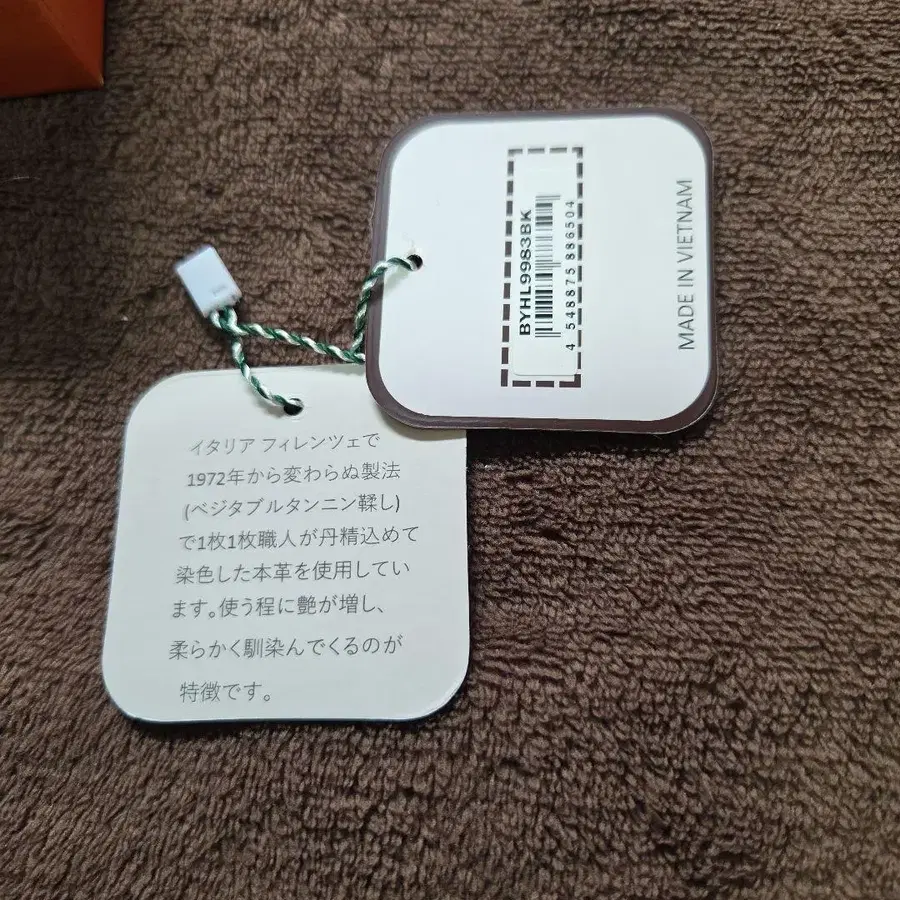 イタリア フィレンツェで
1972年から変わらぬ製法
(ベジタブルタンニン鞣し)
で1枚1枚職人が丹精込めて
染色した本革を使用してい
ます。使う程に艶が増し、
柔らかく馴染んでくるのが
特徴です。
BYHL9983BK
4 548875 886504
MADE IN VIETNAM